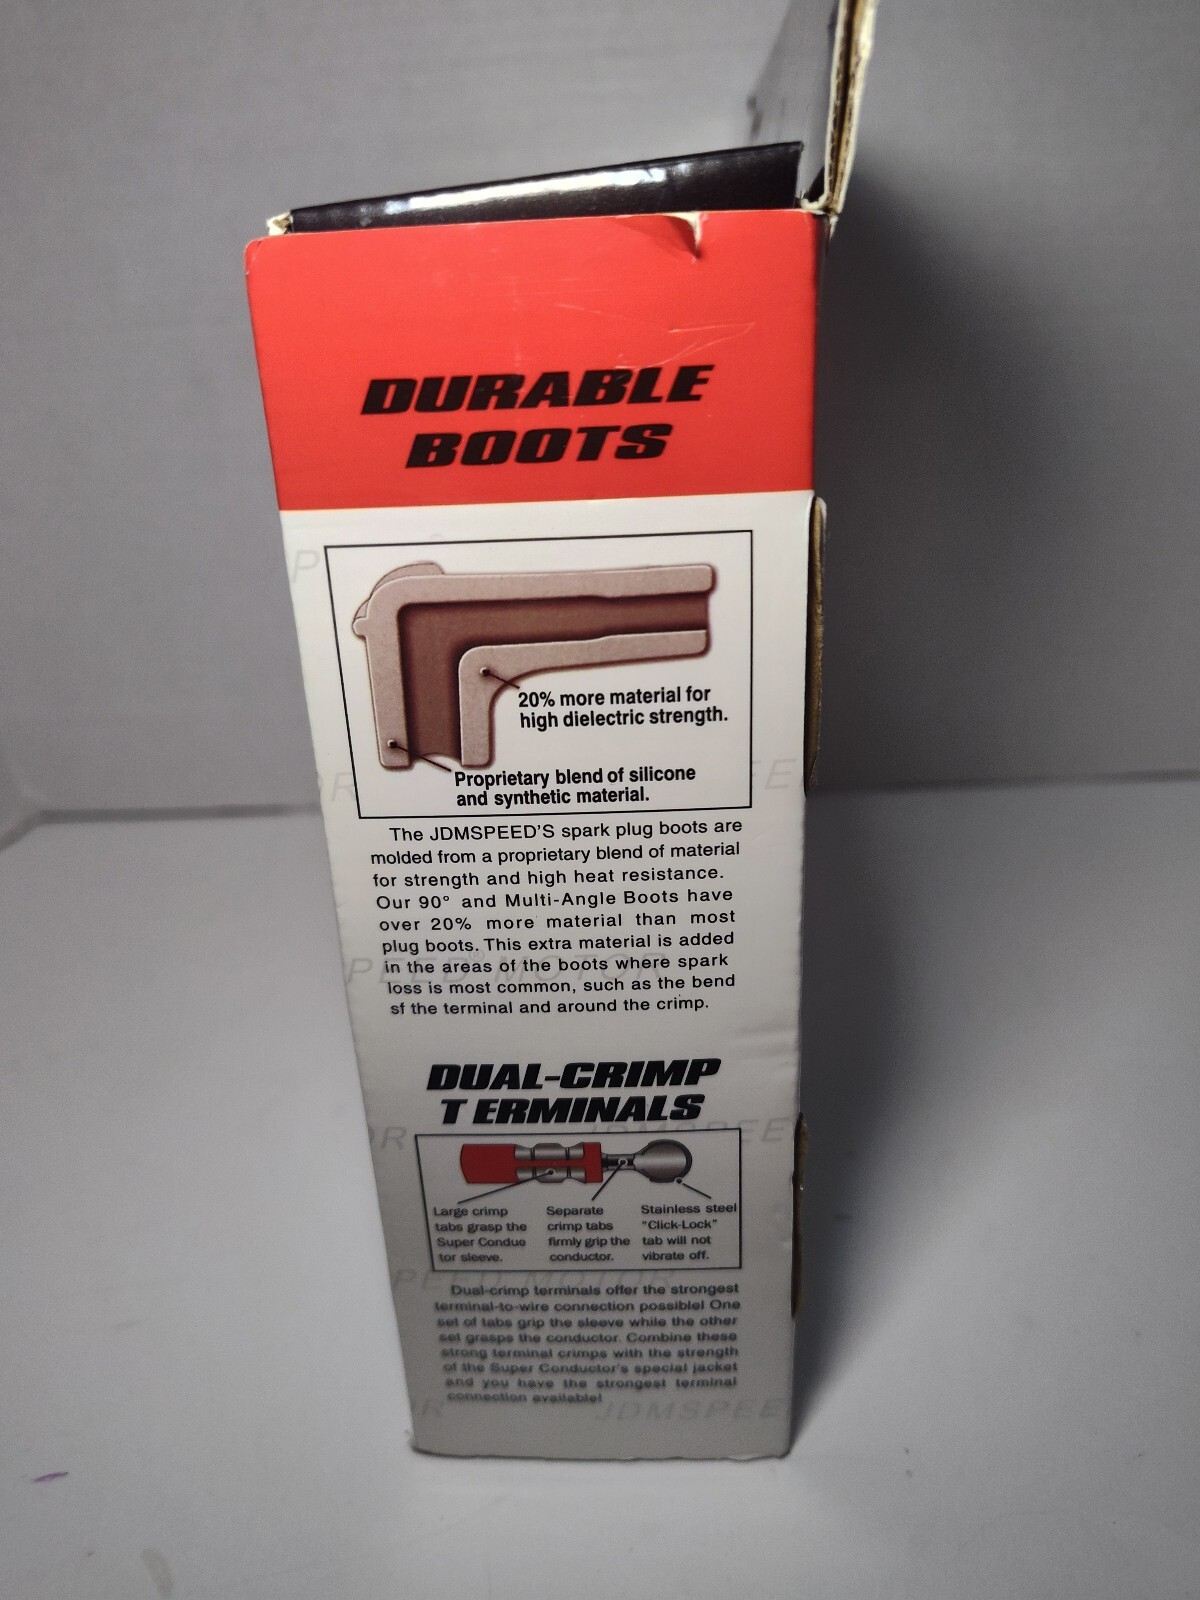 DURABLE
BOOTS
20% more material for
high dielectric strength.
Proprietary blend of silicone
and synthetic material.
The JDMSPEED'S spark plug boots are
molded from a proprietary blend of material
for strength and high heat resistance.
Our 90° and Multi-Angle Boots have
over 20% more material than most
plug boots. This extra material is added
in the areas of the boots where spark
loss is most common, such as the bend
sf the terminal and around the crimp.
DUAL-CRIMP
T ERMINALS
Large crimp
tabs grasp the
Super Conduo
tor sleeve.
Separate
crimp tabs
firmly grip the
conductor.
Stainless steel
"Click-Lock"
tab will not
vibrate off.
Dual-crimp terminals offer the strongest
terminal-to-wire connection possible! One
set of tabs grip the sleeve while the other
set grasps the conductor. Combine these
strong terminal crimps with the strength
of the Super Conductor's special jacket
and you have the strongest terminal
connection available!
PEED MOTOR
JDMSPEE